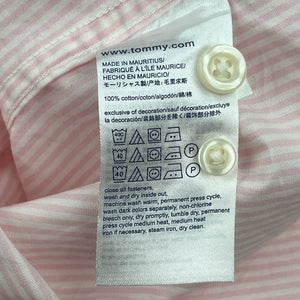 www.tommy.com
MADE IN MAURITIUS/
FABRIQUÉ À L'ÎLE MAURICE/
HECHO EN MAURICIO/
モーリシャス製/产地/毛里求斯
100% cotton/coton/algodón/綿/棉
exclusive of decoration/sauf décoration/exclusiva
la decoración/装飾部分を除く/装饰部分除外
40 P
40 P
close all fasteners,
wash and dry inside out,
machine wash warm, permanent press cycle,
wash dark colors separately, non-chlorine
bleach only, dry promptly, tumble dry, permanent
press cycle medium heat, medium heat
iron if necessary, steam iron, dry clean